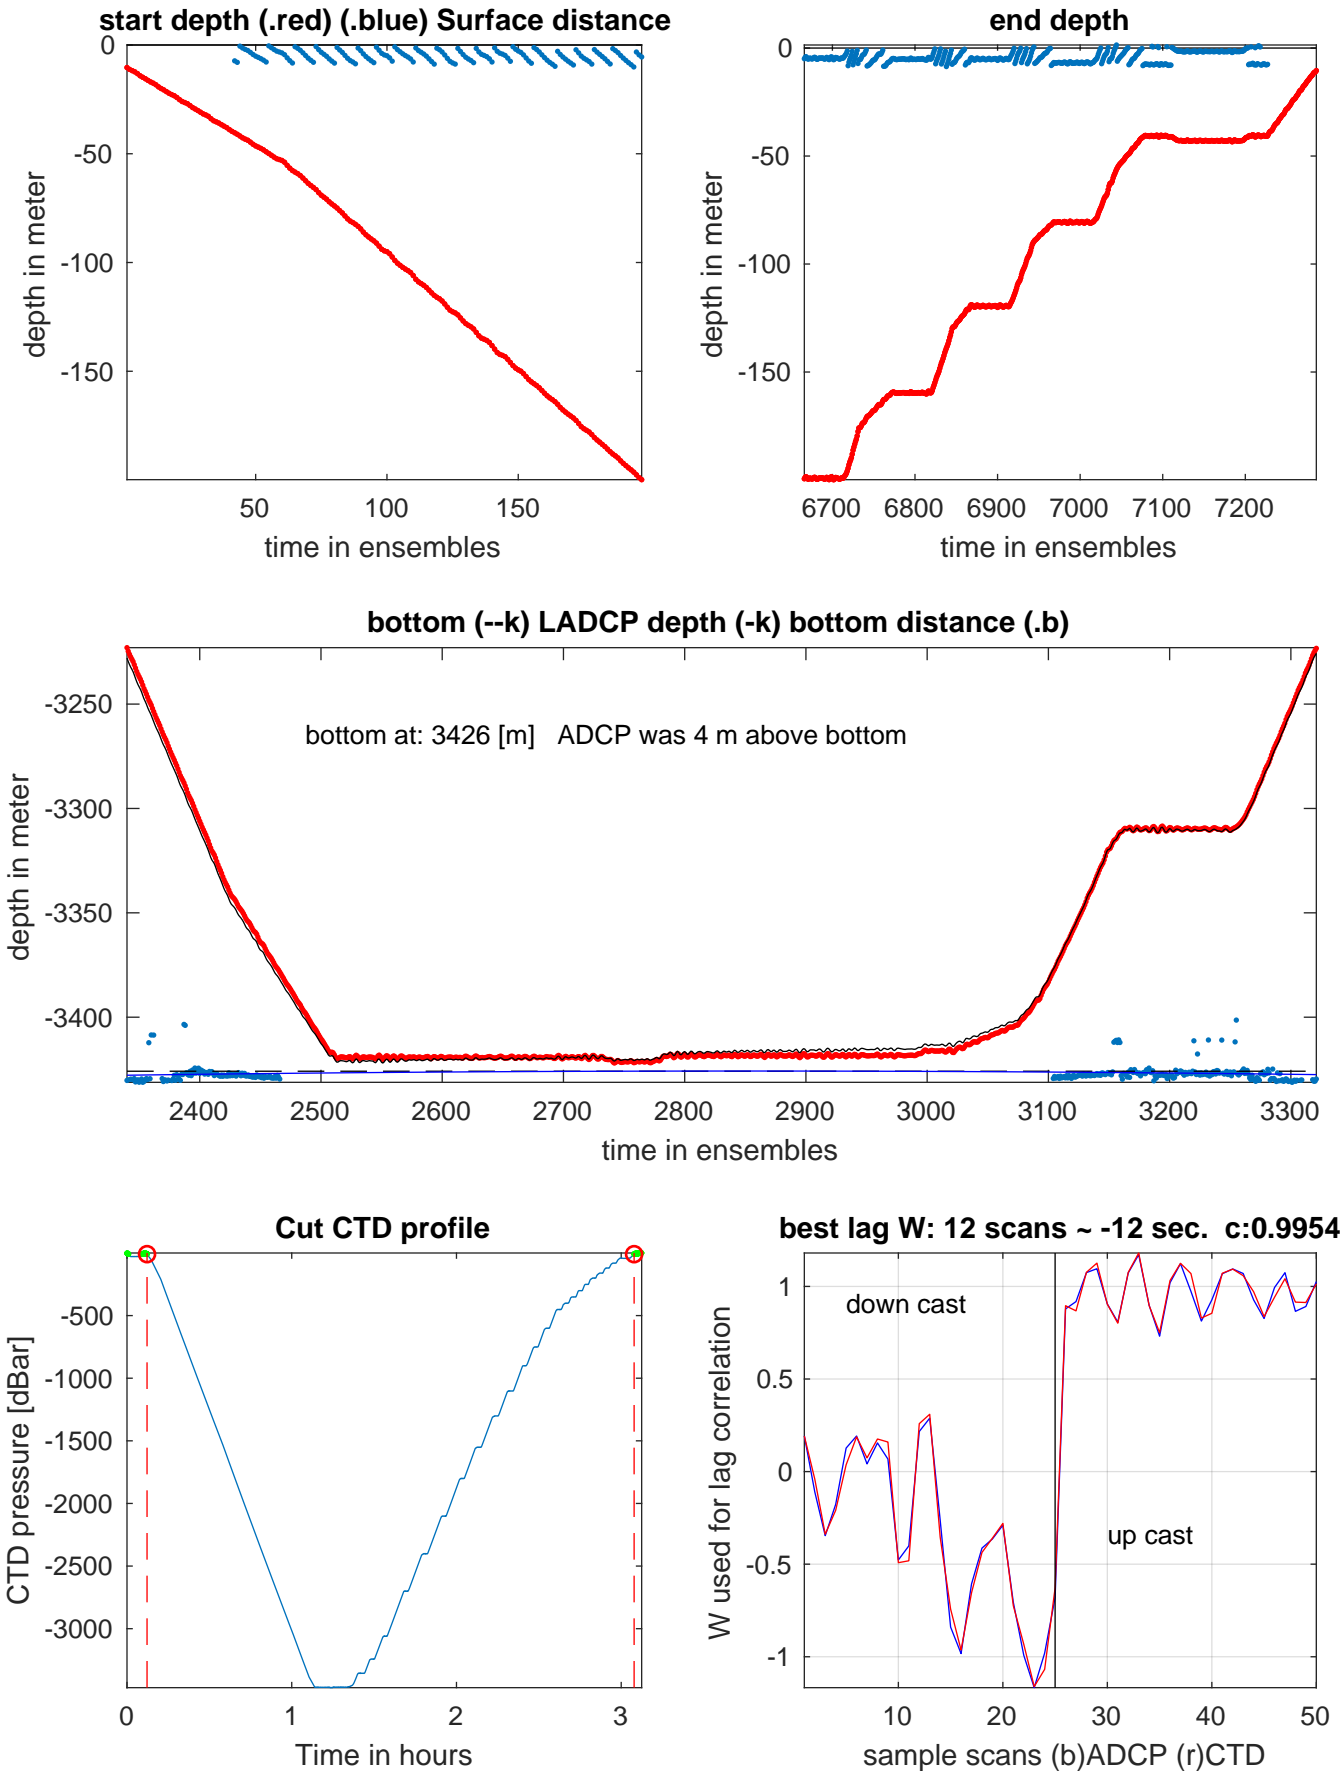 start depth (.red) (.blue) Surface distance
0
-50
-100
-150
depth in meter
50 100 150
time in ensembles
end depth
0
-50
-100
-150
depth in meter
6700 6800 6900 7000 7100 7200
time in ensembles
bottom (--k) LADCP depth (-k) bottom distance (.b)
bottom at: 3426 [m] ADCP was 4 m above bottom
-3250
-3300
-3350
-3400
depth in meter
2400 2500 2600 2700 2800 2900 3000 3100 3200 3300
time in ensembles
Cut CTD profile
-500
-1000
-1500
-2000
-2500
-3000
CTD pressure [dBar]
0 1 2 3
Time in hours
best lag W: 12 scans ~ -12 sec. c:0.9954
down cast
up cast
1
0.5
0
-0.5
-1
W used for lag correlation
10 20 30 40 50
sample scans (b)ADCP (r)CTD